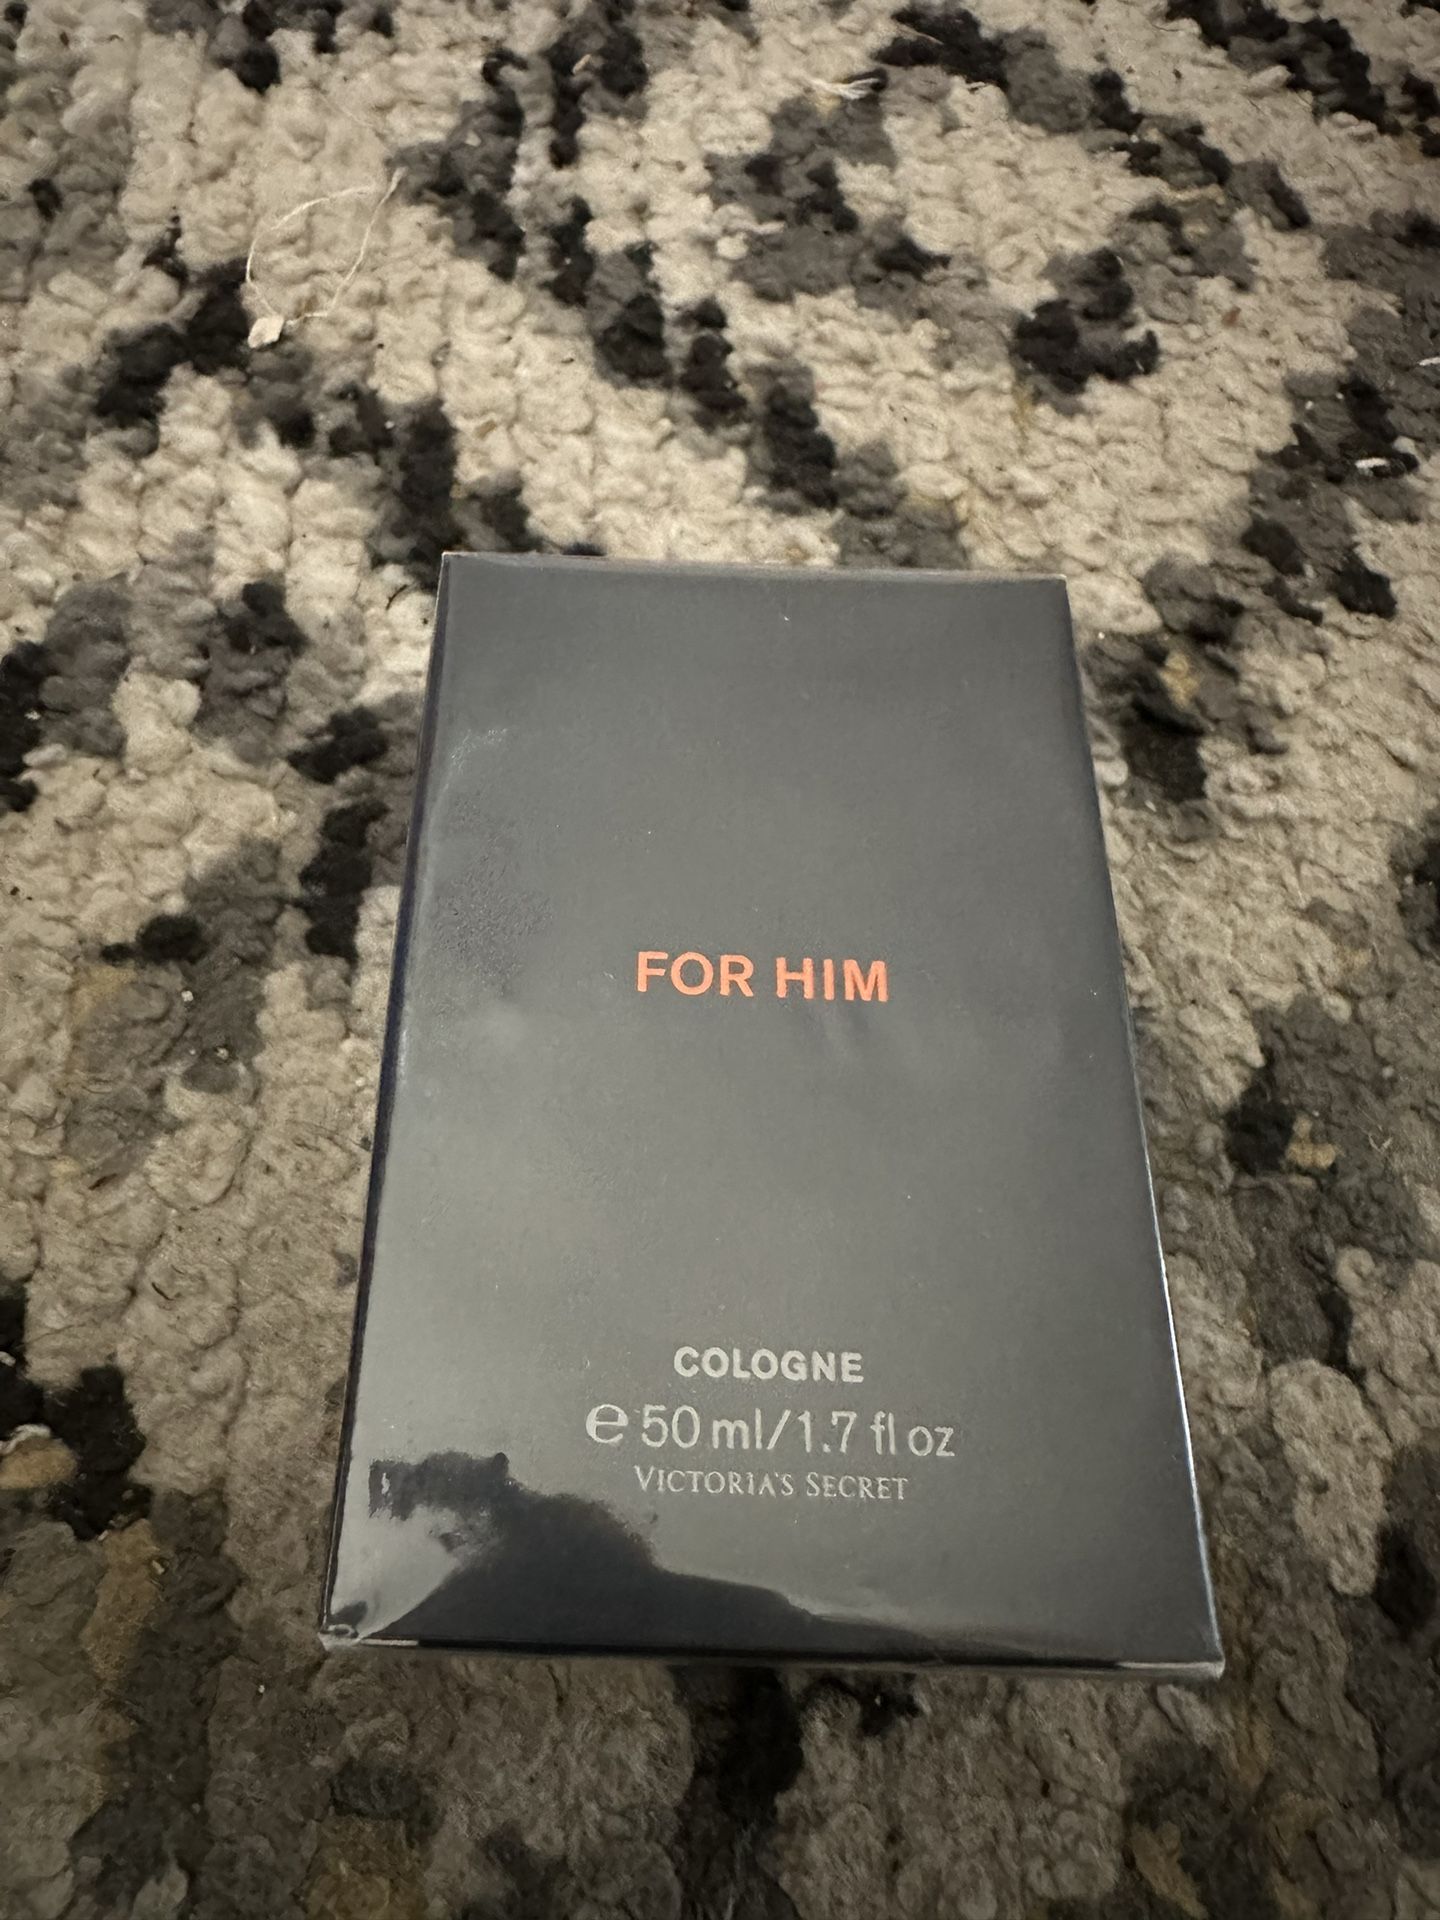 FOR HIM
COLOGNE
℮ 50 ml/1.7 fl oz
VICTORIA'S SECRET